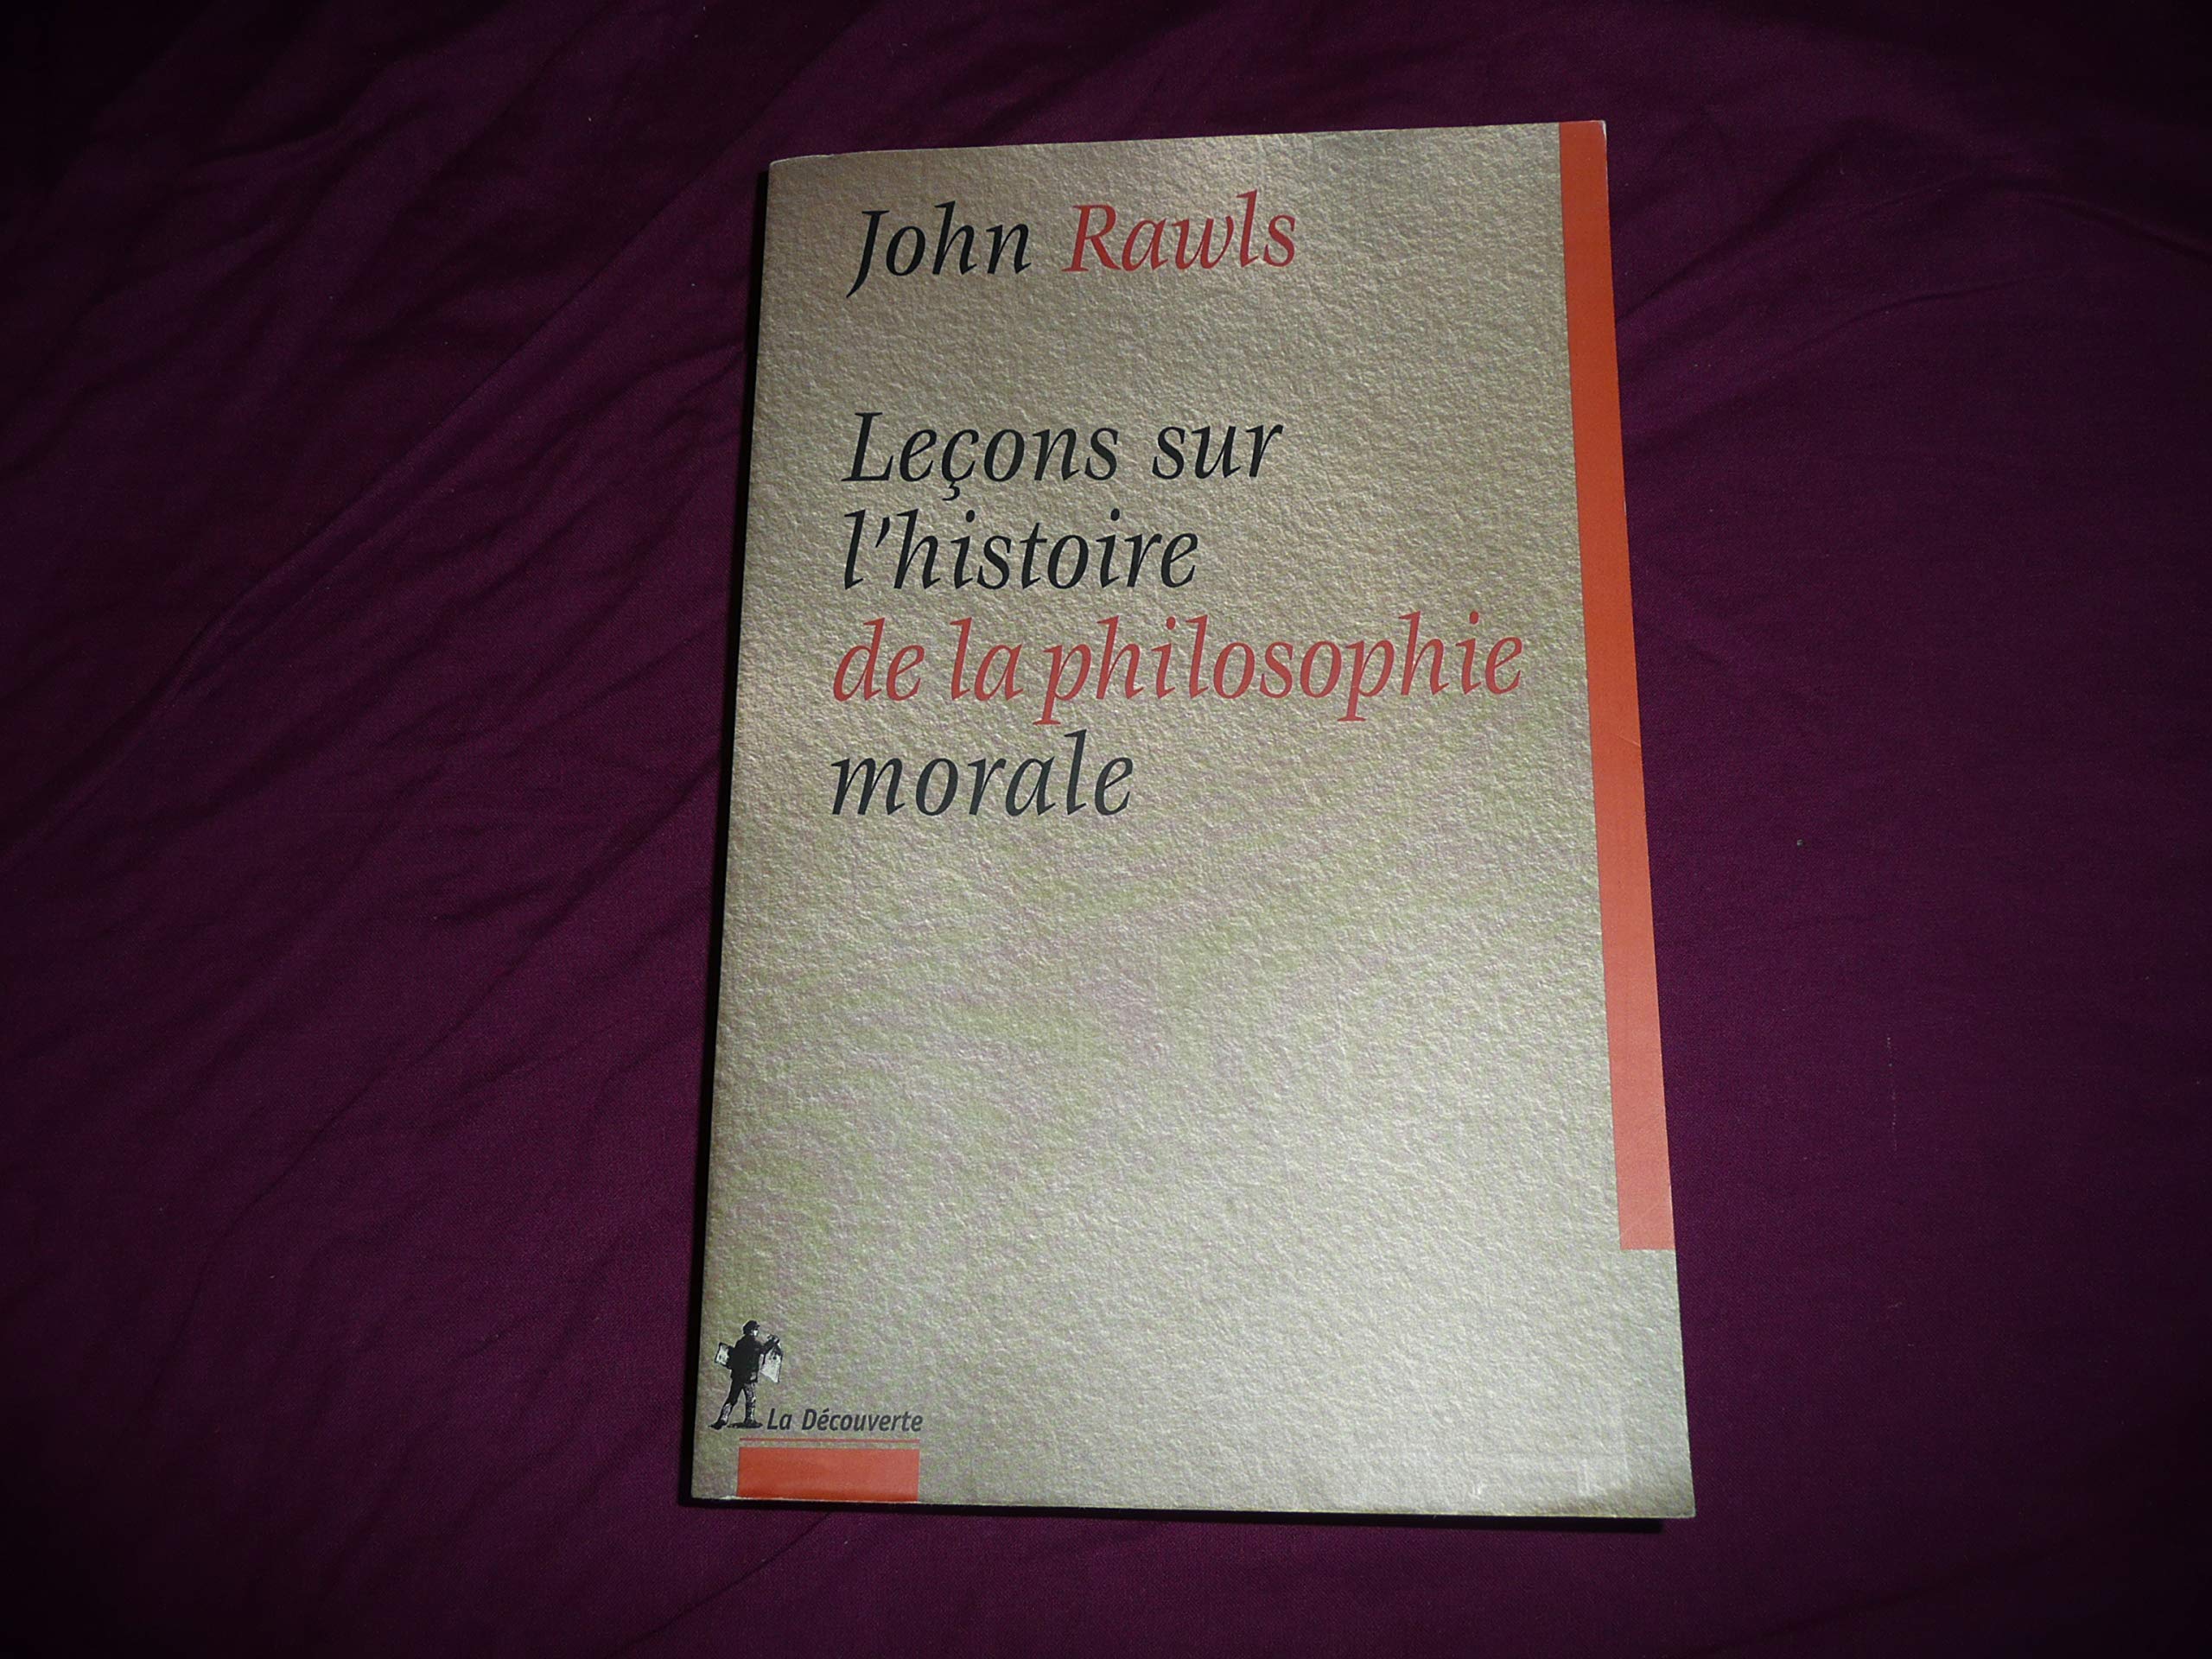 John Rawls
Leçons sur
l'histoire
de la philosophie
morale
La Découverte